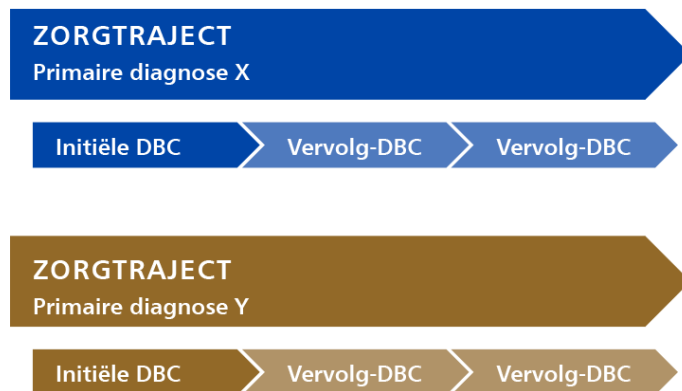 ZORGTRAJECT
Primaire diagnose X
Initiële DBC
Vervolg-DBC
Vervolg-DBC
ZORGTRAJECT
Primaire diagnose Y
Initiële DBC
Vervolg-DBC
Vervolg-DBC